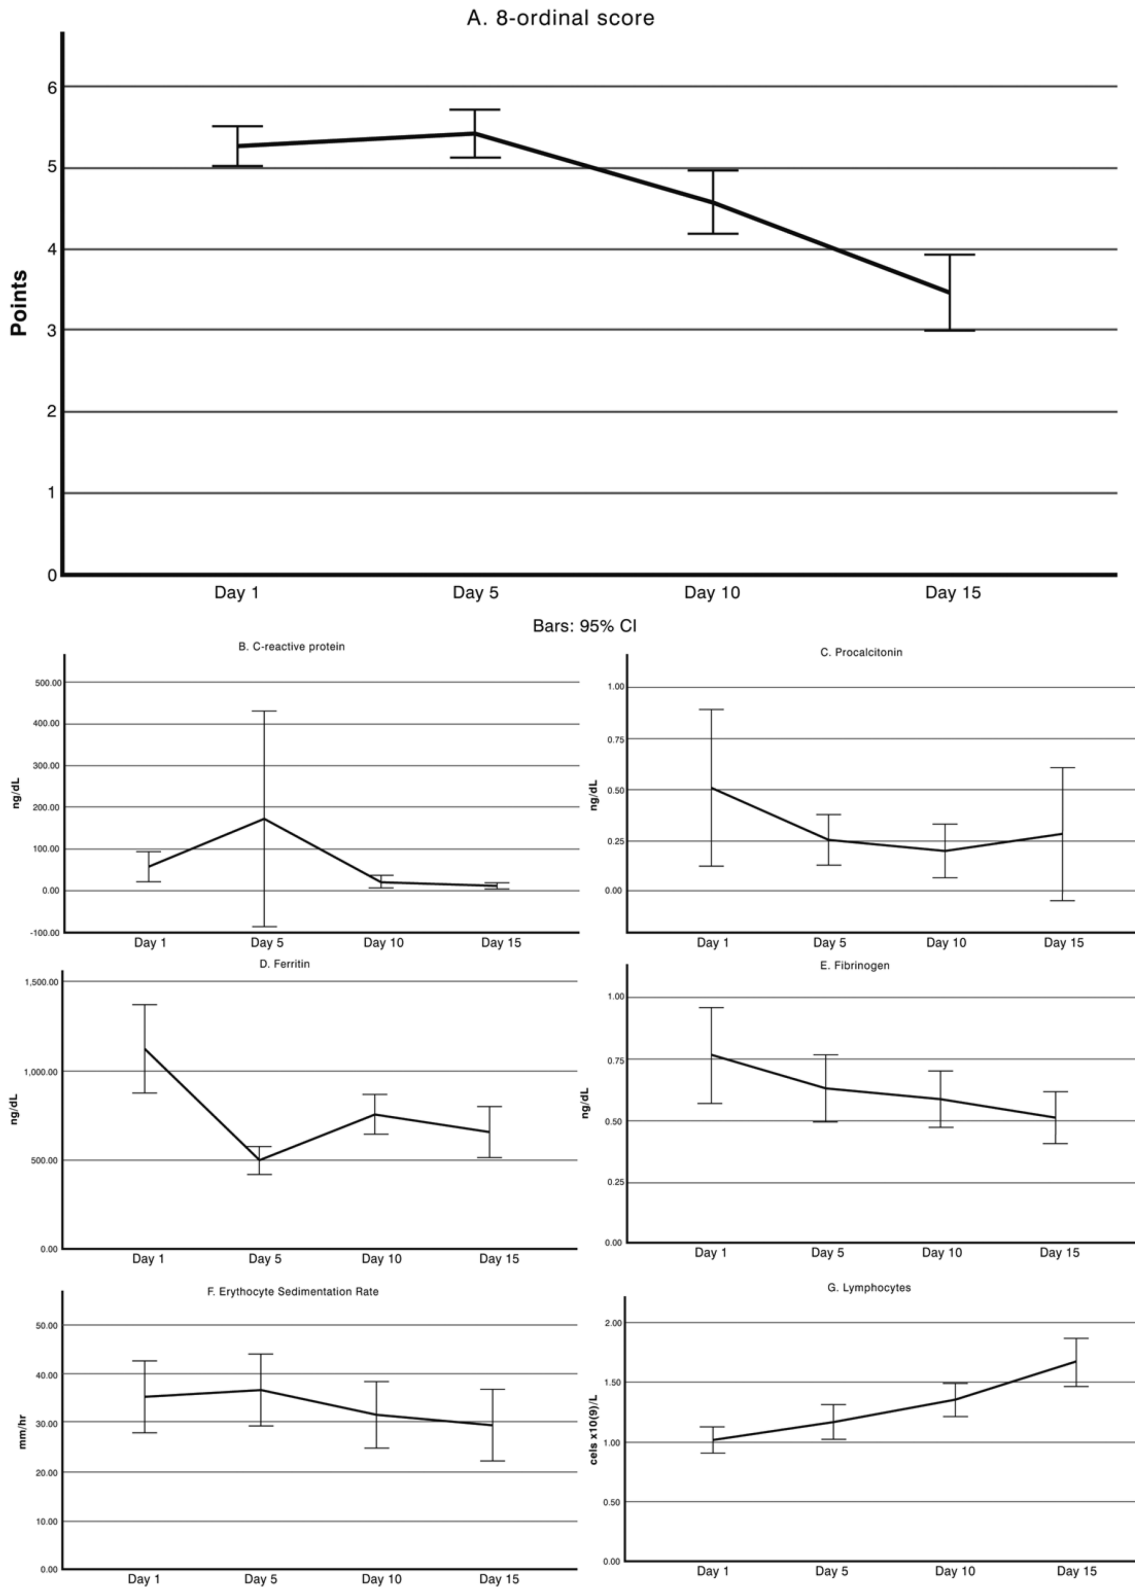 A. 8-ordinal score
6
5
4
3
2
1
0
Points
Day 1 Day 5 Day 10 Day 15
Bars: 95% CI
B. C-reactive protein
500.00
400.00
300.00
200.00
100.00
0.00
-100.00
ng/dL
Day 1 Day 5 Day 10 Day 15
C. Procalcitonin
1.00
0.75
0.50
0.25
0.00
ng/dL
Day 1 Day 5 Day 10 Day 15
D. Ferritin
1,500.00
1,000.00
500.00
0.00
ng/dL
Day 1 Day 5 Day 10 Day 15
E. Fibrinogen
1.00
0.75
0.50
0.25
0.00
ng/dL
Day 1 Day 5 Day 10 Day 15
F. Erythocyte Sedimentation Rate
50.00
40.00
30.00
20.00
10.00
0.00
mm/hr
Day 1 Day 5 Day 10 Day 15
G. Lymphocytes
2.00
1.50
1.00
0.50
0.00
cels x10(9)/L
Day 1 Day 5 Day 10 Day 15